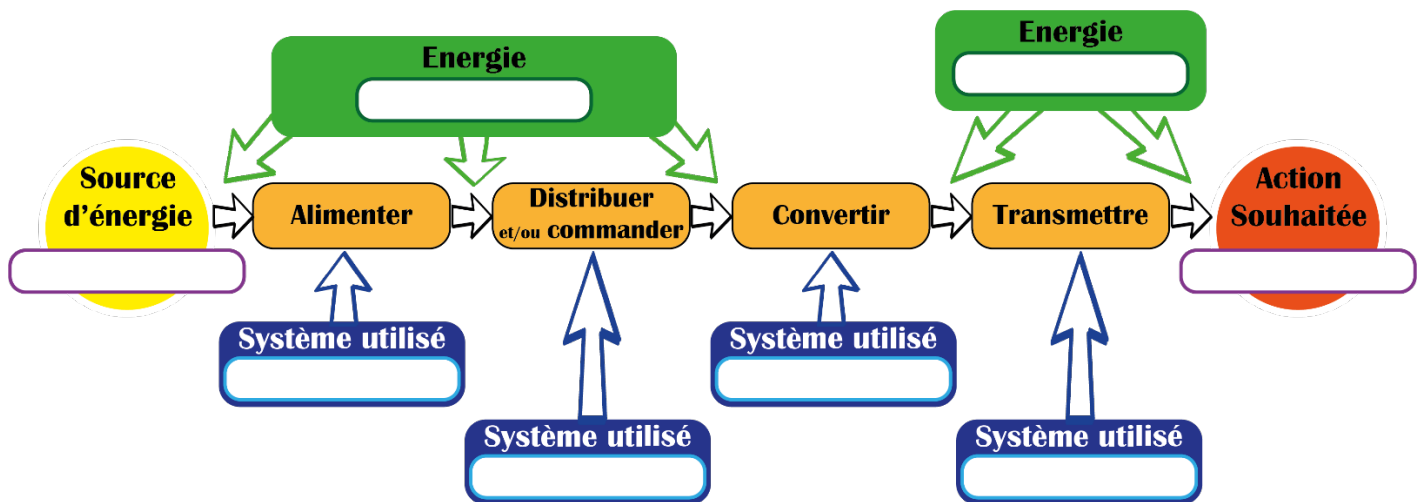 Energie
Energie
Source
d'énergie
Alimenter
Distribuer
et/ou commander
Convertir
Transmettre
Action
Souhaitée
Système utilisé
Système utilisé
Système utilisé
Système utilisé